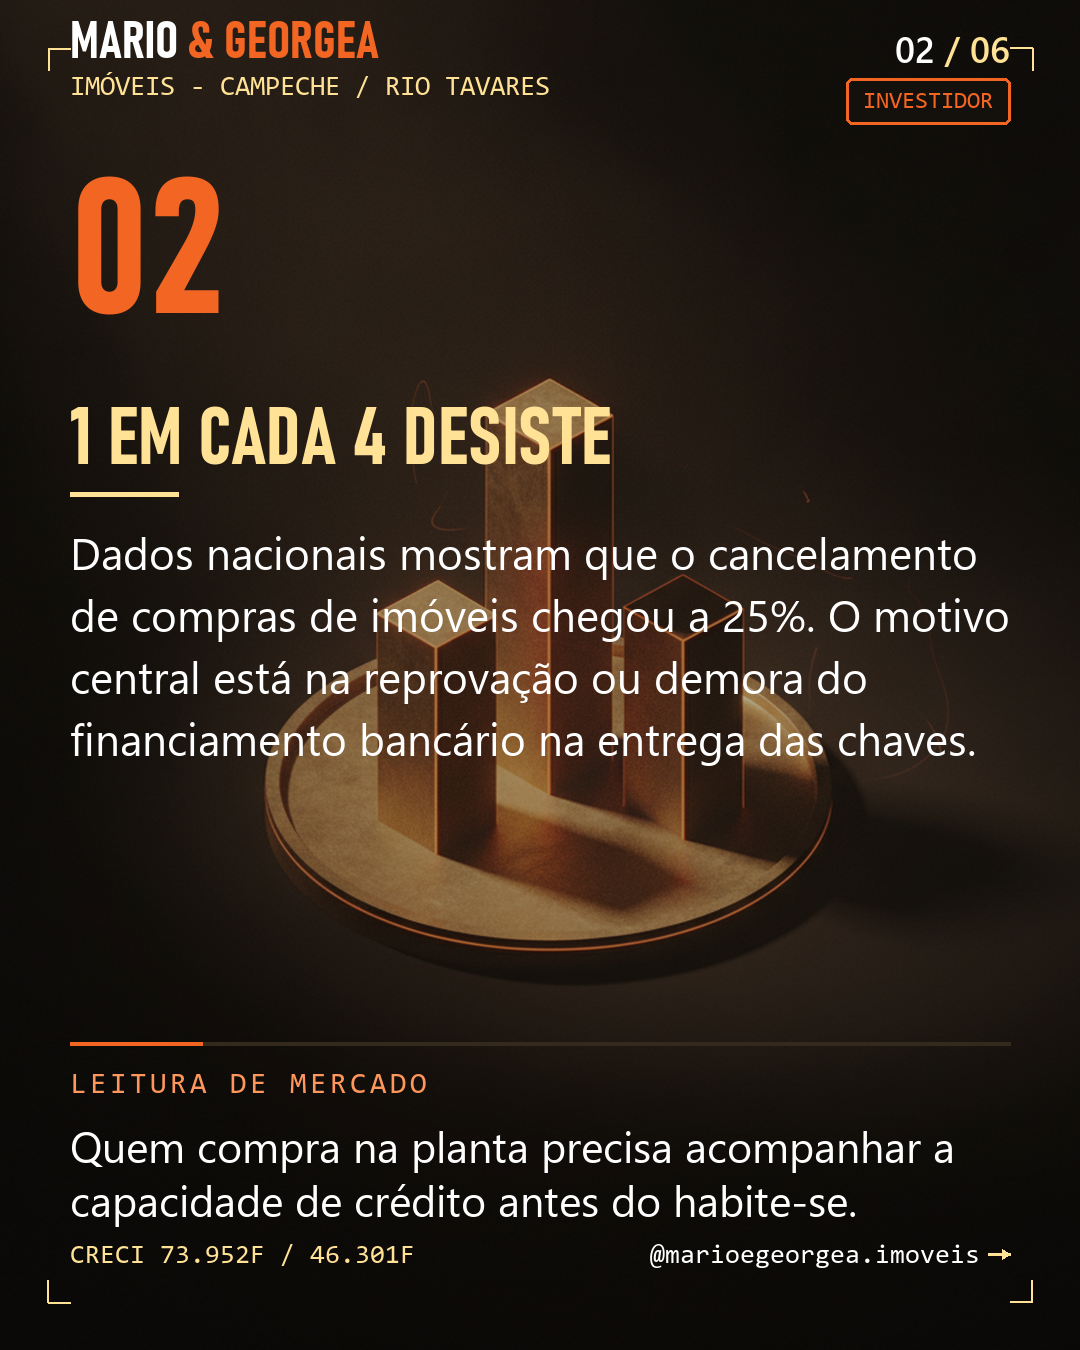 MARIO & GEORGEA
IMÓVEIS - CAMPECHE / RIO TAVARES
02 / 06
INVESTIDOR
02
1 EM CADA 4 DESISTE
Dados nacionais mostram que o cancelamento
de compras de imóveis chegou a 25%. O motivo
central está na reprovação ou demora do
financiamento bancário na entrega das chaves.
LEITURA DE MERCADO
Quem compra na planta precisa acompanhar a
capacidade de crédito antes do habite-se.
CRECI 73.952F / 46.301F
@marioegeorgea.imoveis →